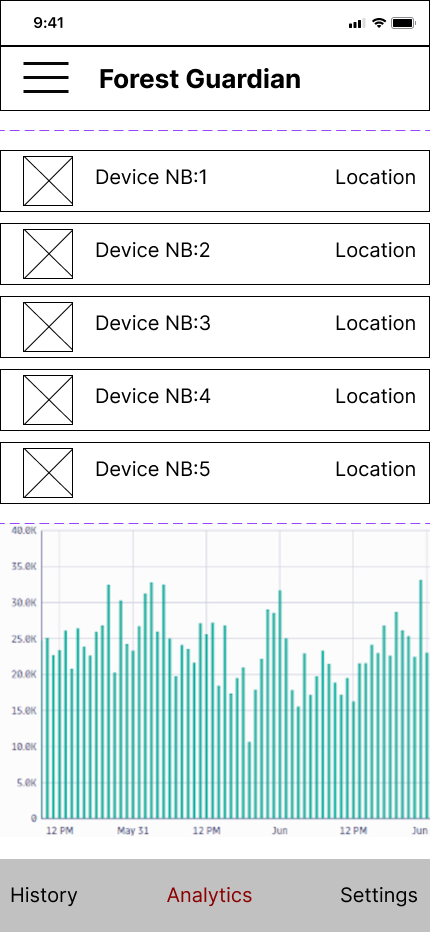 9:41
Forest Guardian
Device NB:1 Location
Device NB:2 Location
Device NB:3 Location
Device NB:4 Location
Device NB:5 Location
40.0K
35.0K
30.0K
25.0K
20.0K
15.0K
10.0K
5.0K
0
12 PM May 31 12 PM Jun 12 PM Jun
History Analytics Settings